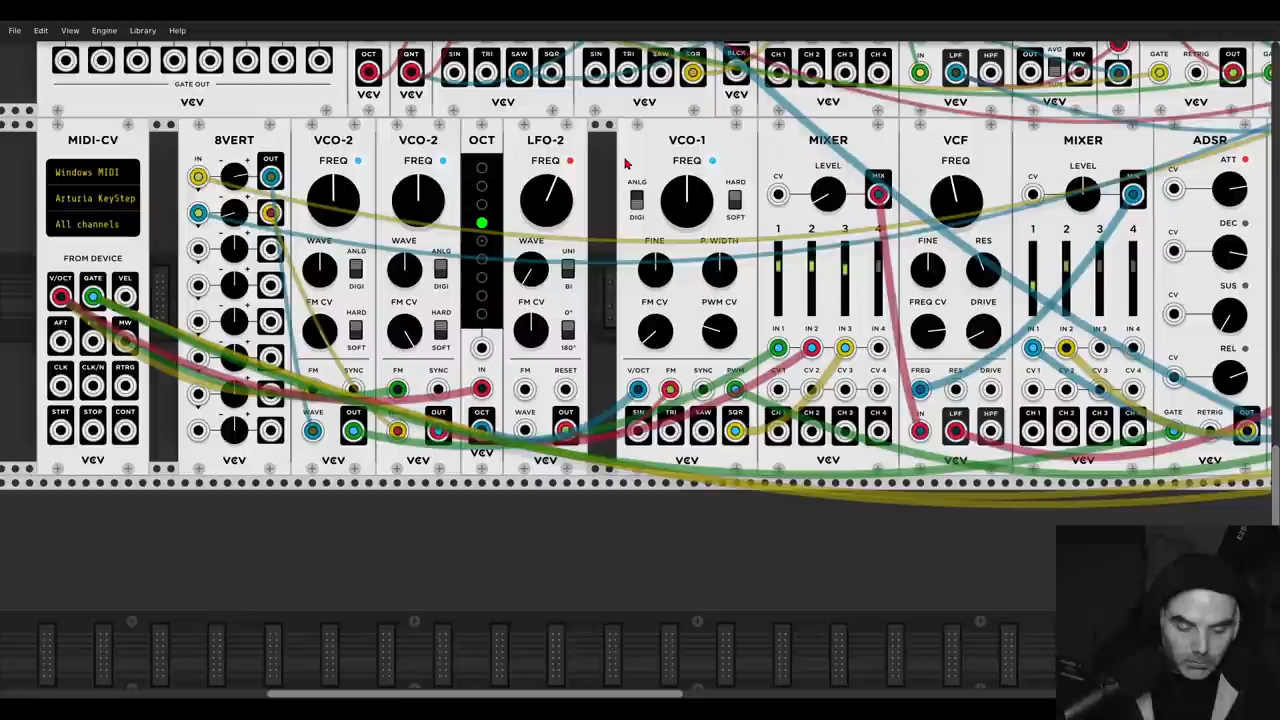 File Edit View Engine Library Help
OCT QNT SIN TRI SAW SQR SIN TRI SAW SQR BLCK CH 1 CH 2 CH 3 CH 4 IN LPF HPF OUT AVG INV GATE RETRIG OUT
GATE OUT
VCV VCV VCV VCV VCV VCV VCV VCV VCV VCV
MIDI-CV 8VERT VCO-2 VCO-2 OCT LFO-2 VCO-1 MIXER VCF MIXER ADSR
IN - + OUT FREQ FREQ FREQ FREQ LEVEL FREQ LEVEL ATT
Windows MIDI
Arturia KeyStep
All channels
ANLG DIGI HARD SOFT CV MIX CV MIX CV
FROM DEVICE
DEC
WAVE ANLG DIGI WAVE ANLG DIGI WAVE UNI BI FINE P. WIDTH 1 2 3 4 FINE RES 1 2 3 4 CV
V/OCT GATE VEL
SUS
FM CV HARD SOFT FM CV HARD SOFT FM CV 0° 180° FM CV PWM CV FREQ CV DRIVE CV
AFT MW
IN 1 IN 2 IN 3 IN 4 IN 1 IN 2 IN 3 IN 4 REL
CLK CLK/N RTRG
FM SYNC FM SYNC IN FM RESET V/OCT FM SYNC PWM CV 1 CV 2 CV 3 CV 4 FREQ RES DRIVE CV 1 CV 2 CV 3 CV 4 CV
STRT STOP CONT
WAVE OUT OUT OCT WAVE OUT SIN TRI SAW SQR CH 1 CH 2 CH 3 CH 4 IN LPF HPF CH 1 CH 2 CH 3 CH 4 GATE RETRIG OUT
VCV VCV VCV VCV VCV VCV VCV VCV VCV VCV VCV